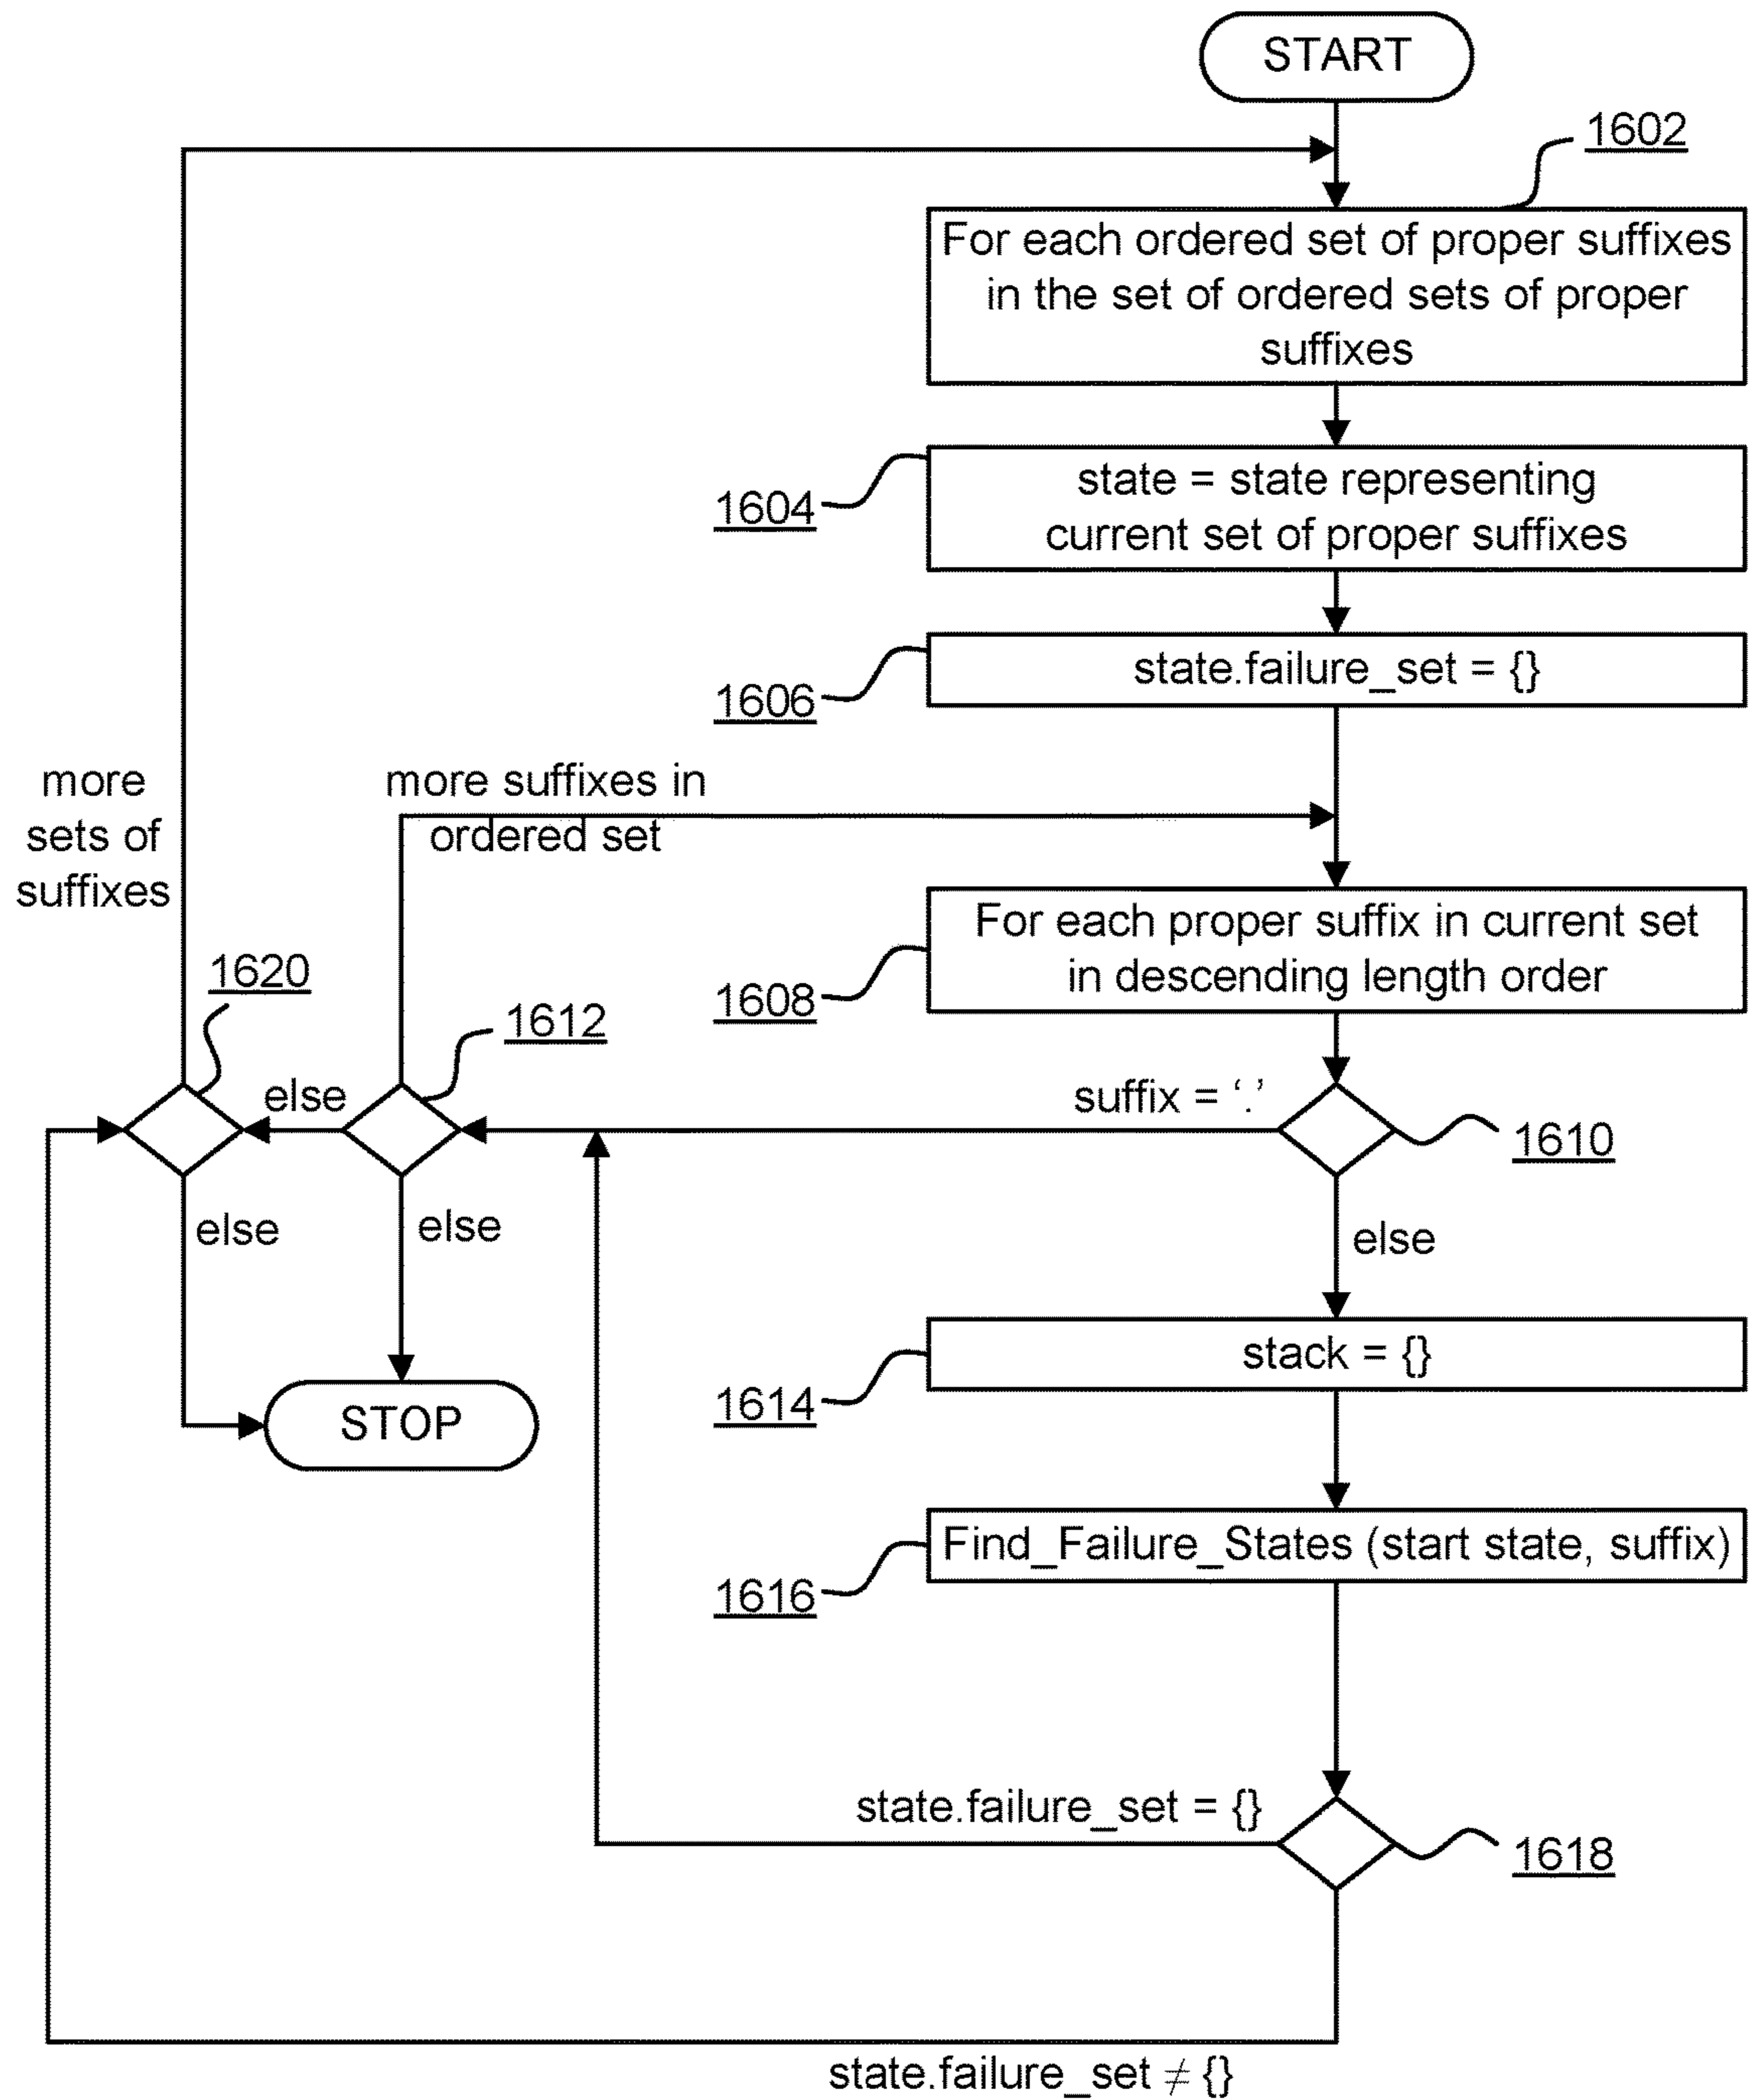 START
1602
For each ordered set of proper suffixes
in the set of ordered sets of proper
suffixes
1604
state = state representing
current set of proper suffixes
1606
state.failure_set = {}
more
sets of
suffixes
more suffixes in
ordered set
1608
For each proper suffix in current set
in descending length order
1620
1612
else
suffix = ‘.’
1610
else
else
else
STOP
1614
stack = {}
1616
Find_Failure_States (start state, suffix)
state.failure_set = {}
1618
state.failure_set ≠ {}